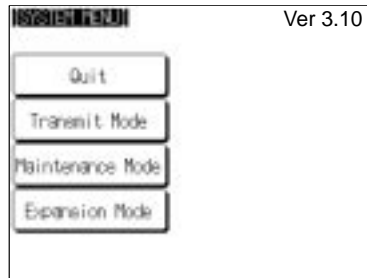 [SYSTEM MENU]
Ver 3.10
Quit
Transmit Mode
Maintenance Mode
Expansion Mode